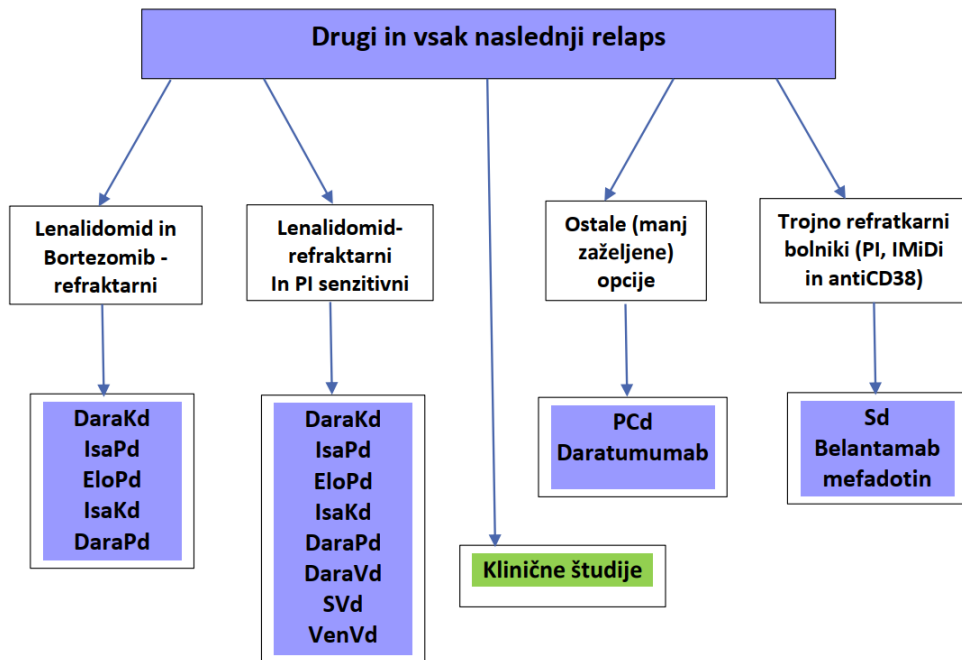 Drugi in vsak naslednji relaps
Lenalidomid in
Bortezomib -
refraktarni
Lenalidomid-
refraktarni
In PI senzitivni
Ostale (manj
zaželjene)
opcije
Trojno refratkarni
bolniki (PI, IMiDi
in antiCD38)
DaraKd
IsaPd
EloPd
IsaKd
DaraPd
DaraKd
IsaPd
EloPd
IsaKd
DaraPd
DaraVd
SVd
VenVd
Klinične študije
PCd
Daratumumab
Sd
Belantamab
mefadotin